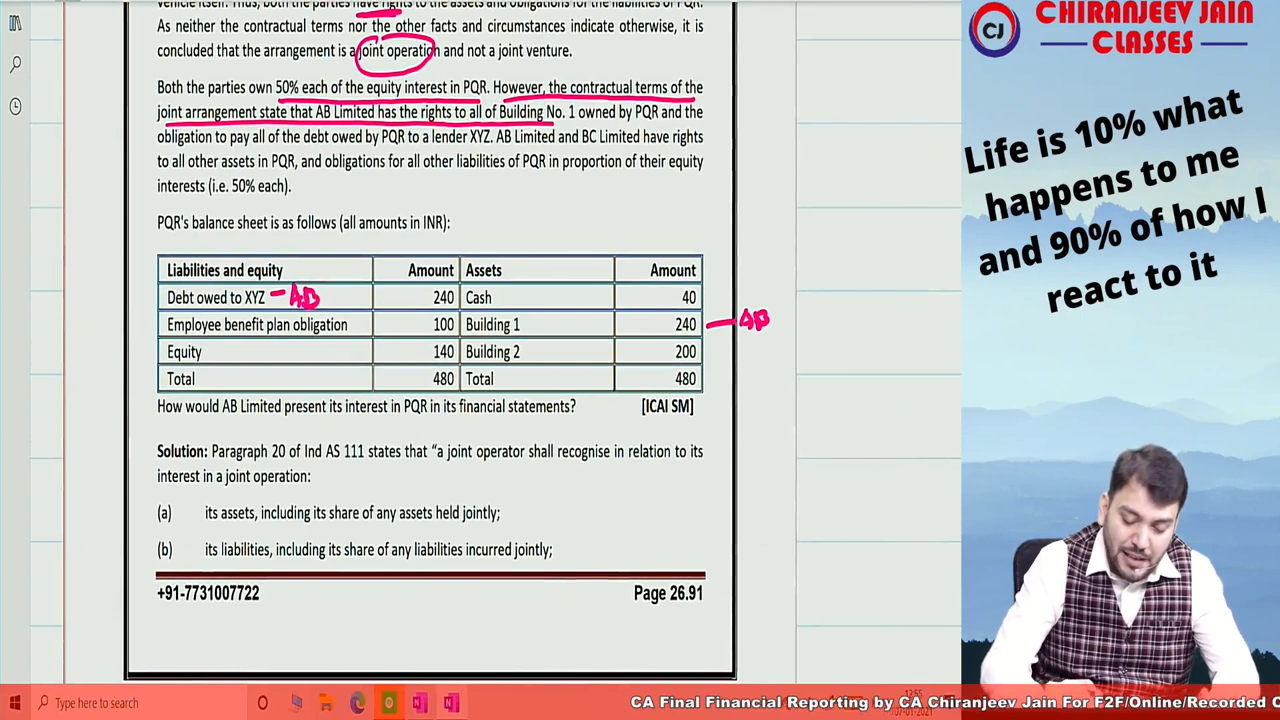 vehicle itself. Thus, both the parties have rights to the assets and obligations for the liabilities of PQR.
As neither the contractual terms nor the other facts and circumstances indicate otherwise, it is
concluded that the arrangement is a joint operation and not a joint venture.
Both the parties own 50% each of the equity interest in PQR. However, the contractual terms of the
joint arrangement state that AB Limited has the rights to all of Building No. 1 owned by PQR and the
obligation to pay all of the debt owed by PQR to a lender XYZ. AB Limited and BC Limited have rights
to all other assets in PQR, and obligations for all other liabilities of PQR in proportion of their equity
interests (i.e. 50% each).
PQR's balance sheet is as follows (all amounts in INR):
Liabilities and equity Amount Assets Amount
Debt owed to XYZ - AB 240 Cash 40
Employee benefit plan obligation 100 Building 1 240 - AB
Equity 140 Building 2 200
Total 480 Total 480
How would AB Limited present its interest in PQR in its financial statements? [ICAI SM]
Solution: Paragraph 20 of Ind AS 111 states that “a joint operator shall recognise in relation to its
interest in a joint operation:
(a) its assets, including its share of any assets held jointly;
(b) its liabilities, including its share of any liabilities incurred jointly;
+91-7731007722 Page 26.91
CJ
CHIRANJEEV JAIN
CLASSES
Life is 10% what
happens to me
and 90% of how I
react to it
Type here to search
CA Final Financial Reporting by CA Chiranjeev Jain For F2F/Online/Recorded